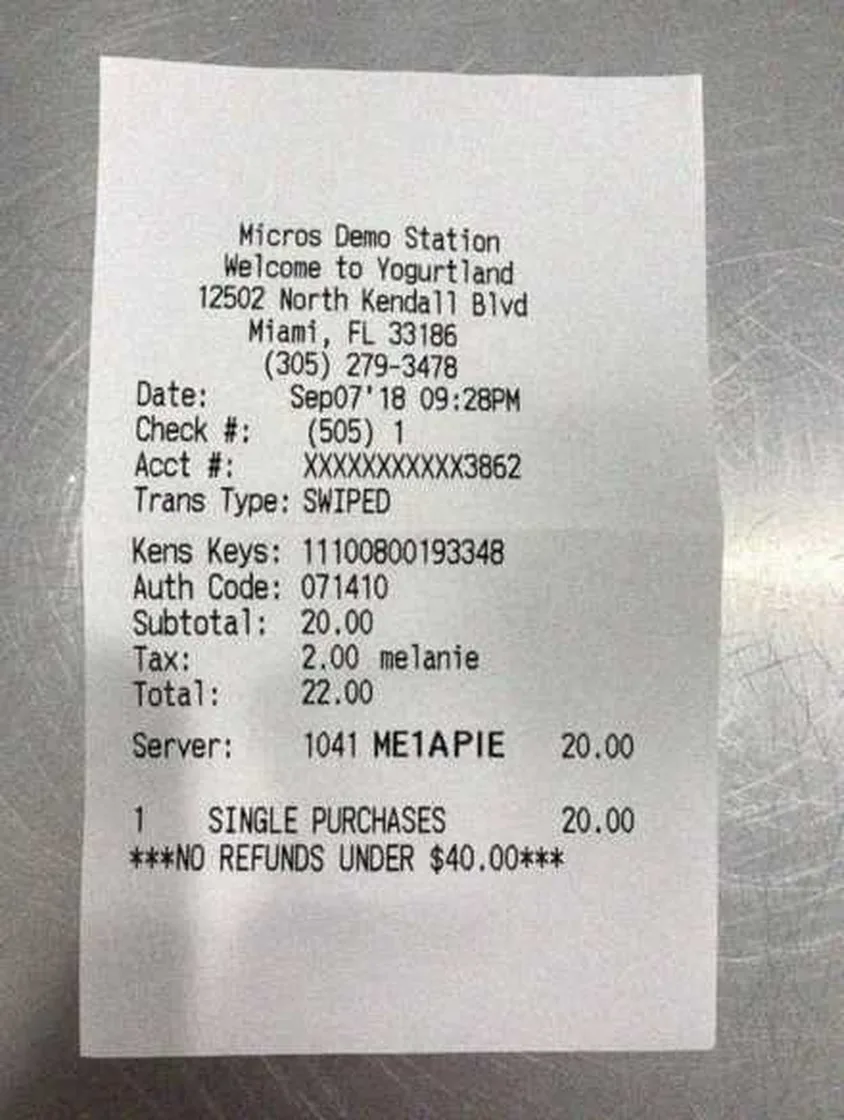 Micros Demo Station
Welcome to Yogurtland
12502 North Kendall Blvd
Miami, FL 33186
(305) 279-3478
Date: Sep07'18 09:28PM
Check #: (505) 1
Acct #: XXXXXXXXXXX3862
Trans Type: SWIPED
Kens Keys: 11100800193348
Auth Code: 071410
Subtotal: 20.00
Tax: 2.00 melanie
Total: 22.00
Server: 1041 ME1APIE 20.00
1 SINGLE PURCHASES 20.00
***NO REFUNDS UNDER $40.00***